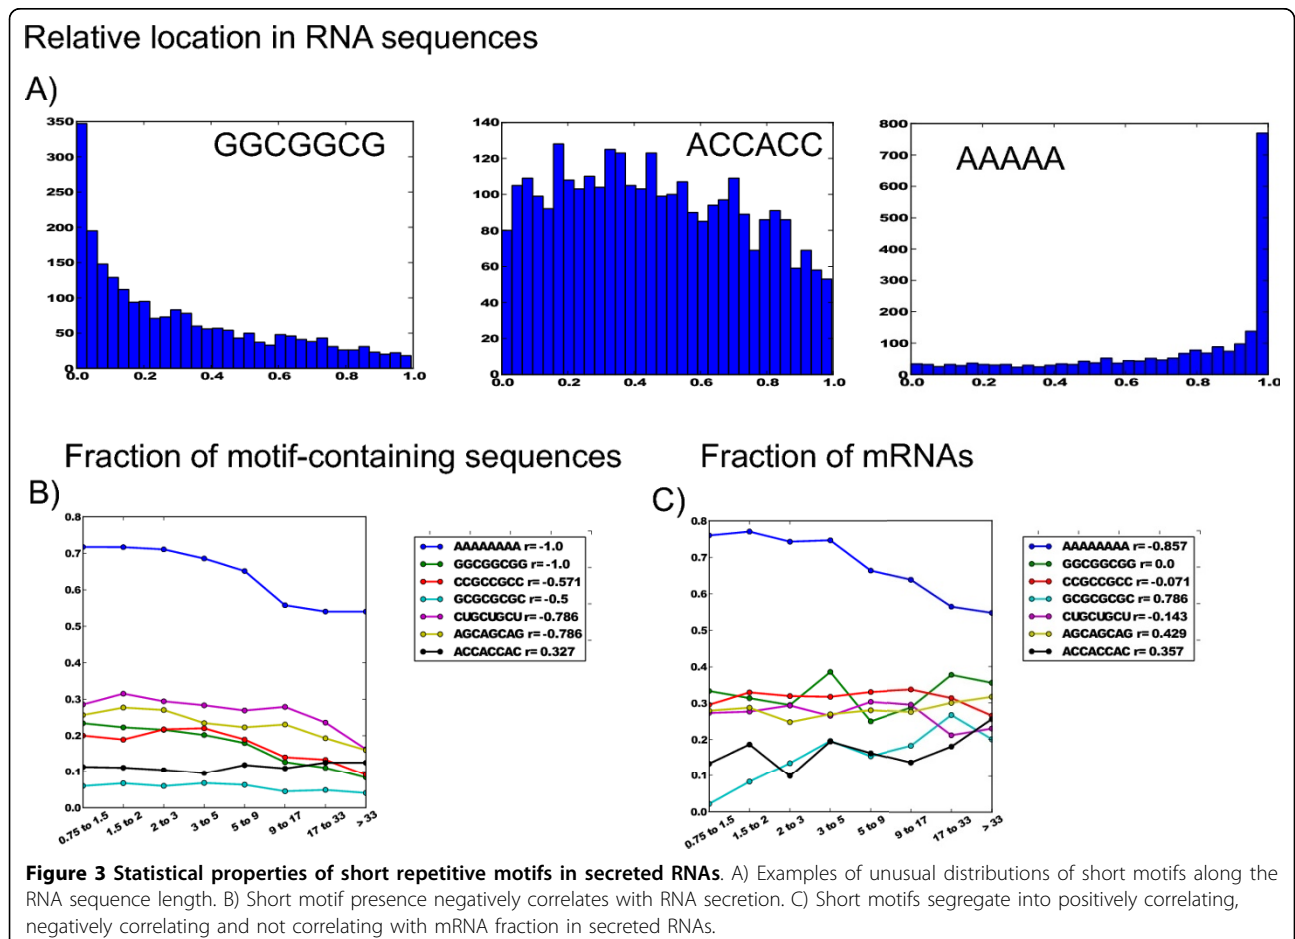 Relative location in RNA sequences
A)
GGCGGCG
350
300
250
200
150
100
50
0
0.0 0.2 0.4 0.6 0.8 1.0
ACCACC
140
120
100
80
60
40
20
0
0.0 0.2 0.4 0.6 0.8 1.0
AAAAA
800
700
600
500
400
300
200
100
0
0.0 0.2 0.4 0.6 0.8 1.0
Fraction of motif-containing sequences
B)
0.8
0.7
0.6
0.5
0.4
0.3
0.2
0.1
0.0
0.75 to 1.5 1.5 to 2 2 to 3 3 to 5 5 to 9 9 to 17 17 to 33 > 33
AAAAAAAA r= -1.0
GGCGGCGG r= -1.0
CCGCCGCC r= -0.571
GCGCGCGC r= -0.5
CUGCUGCU r= -0.786
AGCAGCAG r= -0.786
ACCACCAC r= 0.327
Fraction of mRNAs
C)
0.8
0.7
0.6
0.5
0.4
0.3
0.2
0.1
0.0
0.75 to 1.5 1.5 to 2 2 to 3 3 to 5 5 to 9 9 to 17 17 to 33 > 33
AAAAAAAA r= -0.857
GGCGGCGG r= 0.0
CCGCCGCC r= -0.071
GCGCGCGC r= 0.786
CUGCUGCU r= -0.143
AGCAGCAG r= 0.429
ACCACCAC r= 0.357
Figure 3 Statistical properties of short repetitive motifs in secreted RNAs. A) Examples of unusual distributions of short motifs along the
RNA sequence length. B) Short motif presence negatively correlates with RNA secretion. C) Short motifs segregate into positively correlating,
negatively correlating and not correlating with mRNA fraction in secreted RNAs.